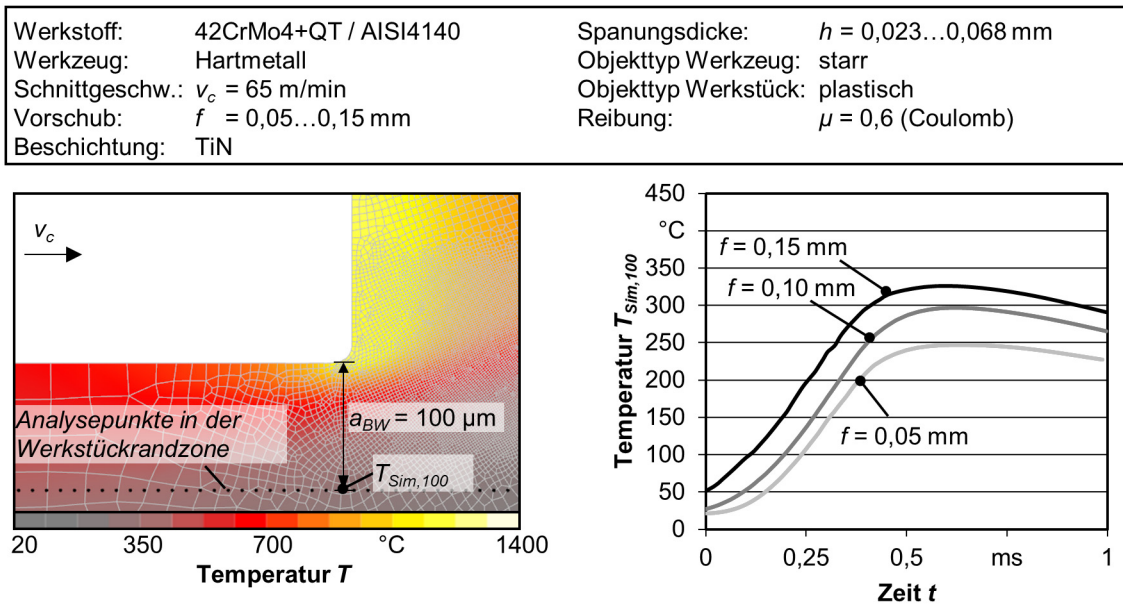 Werkstoff: 42CrMo4+QT / AISI4140
Werkzeug: Hartmetall
Schnittgeschw.: vc = 65 m/min
Vorschub: f = 0,05...0,15 mm
Beschichtung: TiN
Spanungsdicke: h = 0,023...0,068 mm
Objekttyp Werkzeug: starr
Objekttyp Werkstück: plastisch
Reibung: µ = 0,6 (Coulomb)
vc
aBW = 100 µm
Analysepunkte in der
Werkstückrandzone
TSim,100
20 350 700 °C 1400
Temperatur T
Temperatur TSim,100
450
°C
350
300
250
200
150
100
50
0
f = 0,15 mm
f = 0,10 mm
f = 0,05 mm
0 0,25 0,5 ms 1
Zeit t